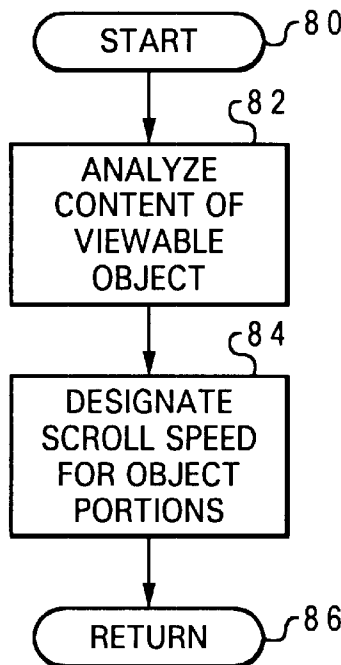 START
80
82
ANALYZE
CONTENT OF
VIEWABLE
OBJECT
84
DESIGNATE
SCROLL SPEED
FOR OBJECT
PORTIONS
RETURN
86